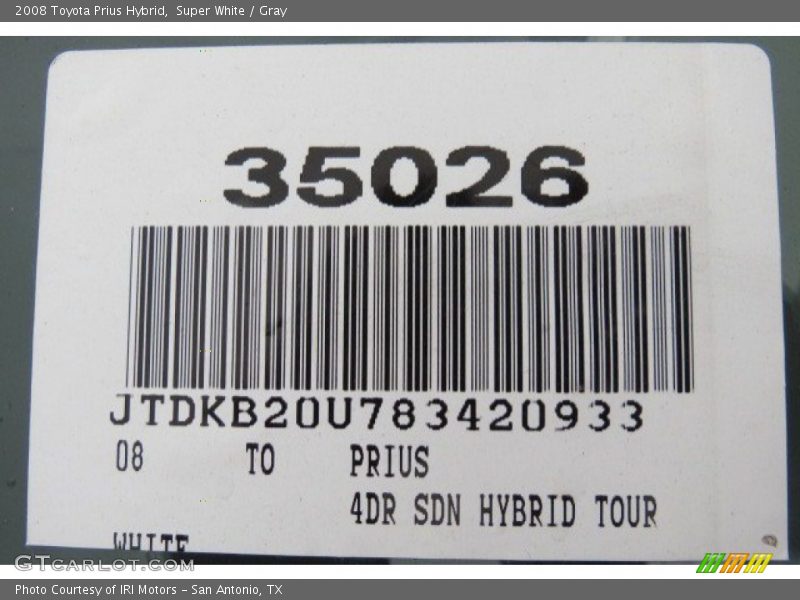 2008 Toyota Prius Hybrid,  Super White / Gray
35026
JTDKB20U783420933
08 TO PRIUS
4DR SDN HYBRID TOUR
WHITE
GTCarLot.com
Photo Courtesy of IRI Motors – San Antonio, TX